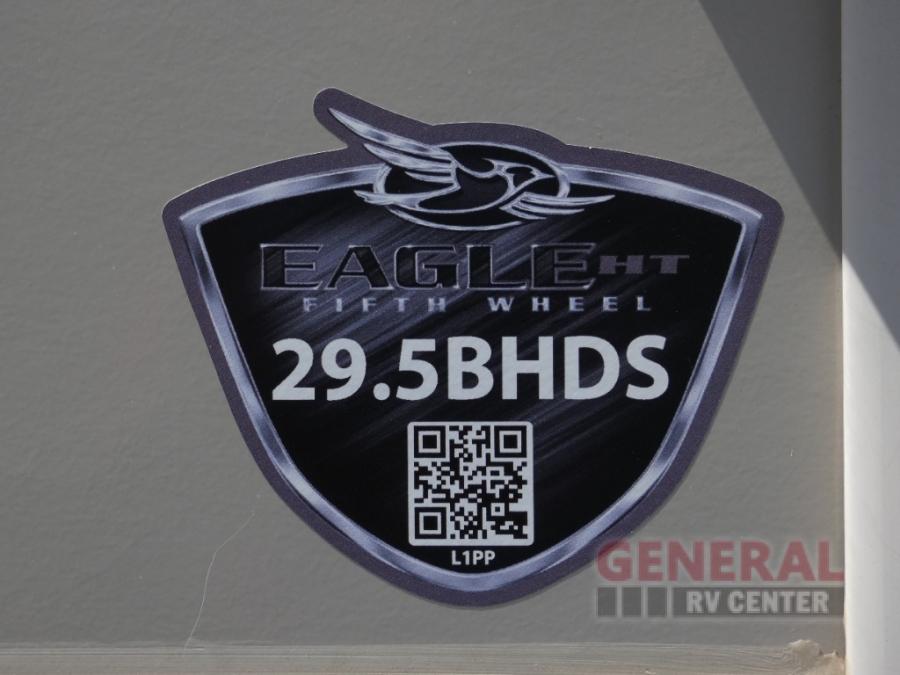 EAGLE HT
FIFTH WHEEL
29.5BHDS
L1PP
GENERAL
RV CENTER